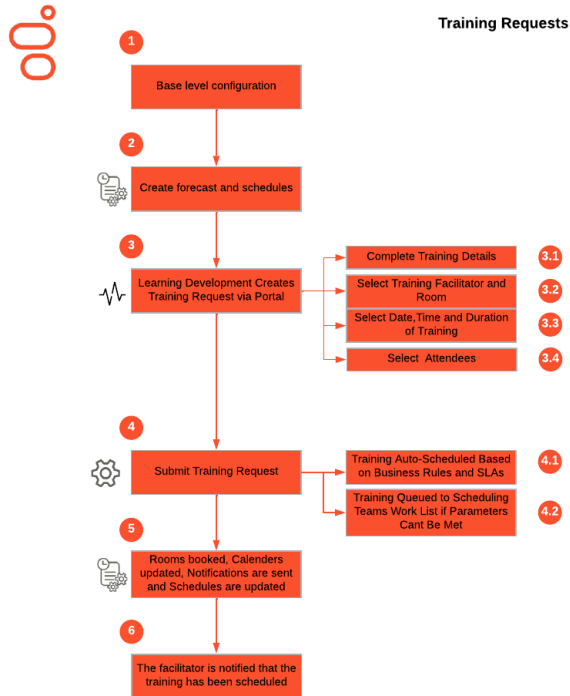 Training Requests
1
Base level configuration
2
Create forecast and schedules
3
Learning Development Creates
Training Request via Portal
Complete Training Details
3.1
Select Training Facilitator and
Room
3.2
Select Date,Time and Duration
of Training
3.3
Select Attendees
3.4
4
Submit Training Request
Training Auto-Scheduled Based
on Business Rules and SLAs
4.1
Training Queued to Scheduling
Teams Work List if Parameters
Cant Be Met
4.2
5
Rooms booked, Calenders
updated, Notifications are sent
and Schedules are updated
6
The facilitator is notified that the
training has been scheduled